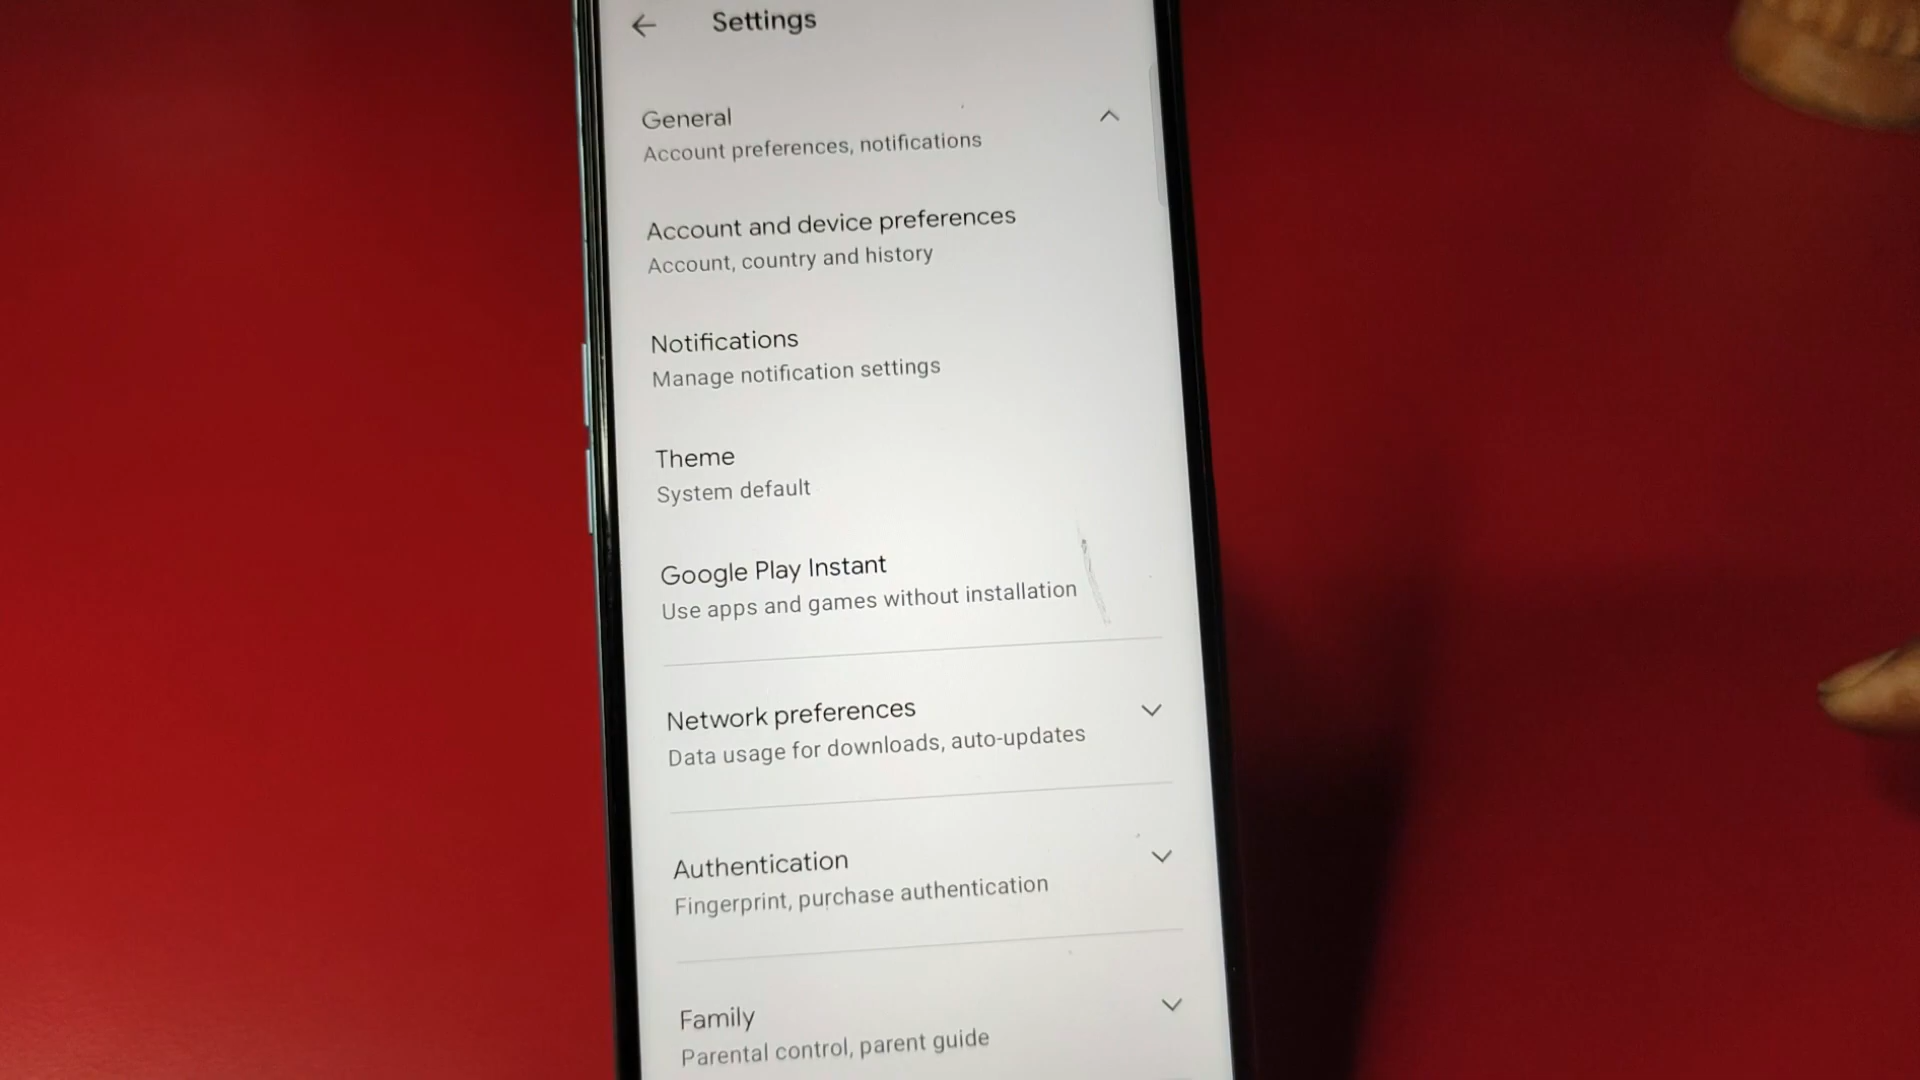 Settings
General
Account preferences, notifications
Account and device preferences
Account, country and history
Notifications
Manage notification settings
Theme
System default
Google Play Instant
Use apps and games without installation
Network preferences
Data usage for downloads, auto-updates
Authentication
Fingerprint, purchase authentication
Family
Parental control, parent guide